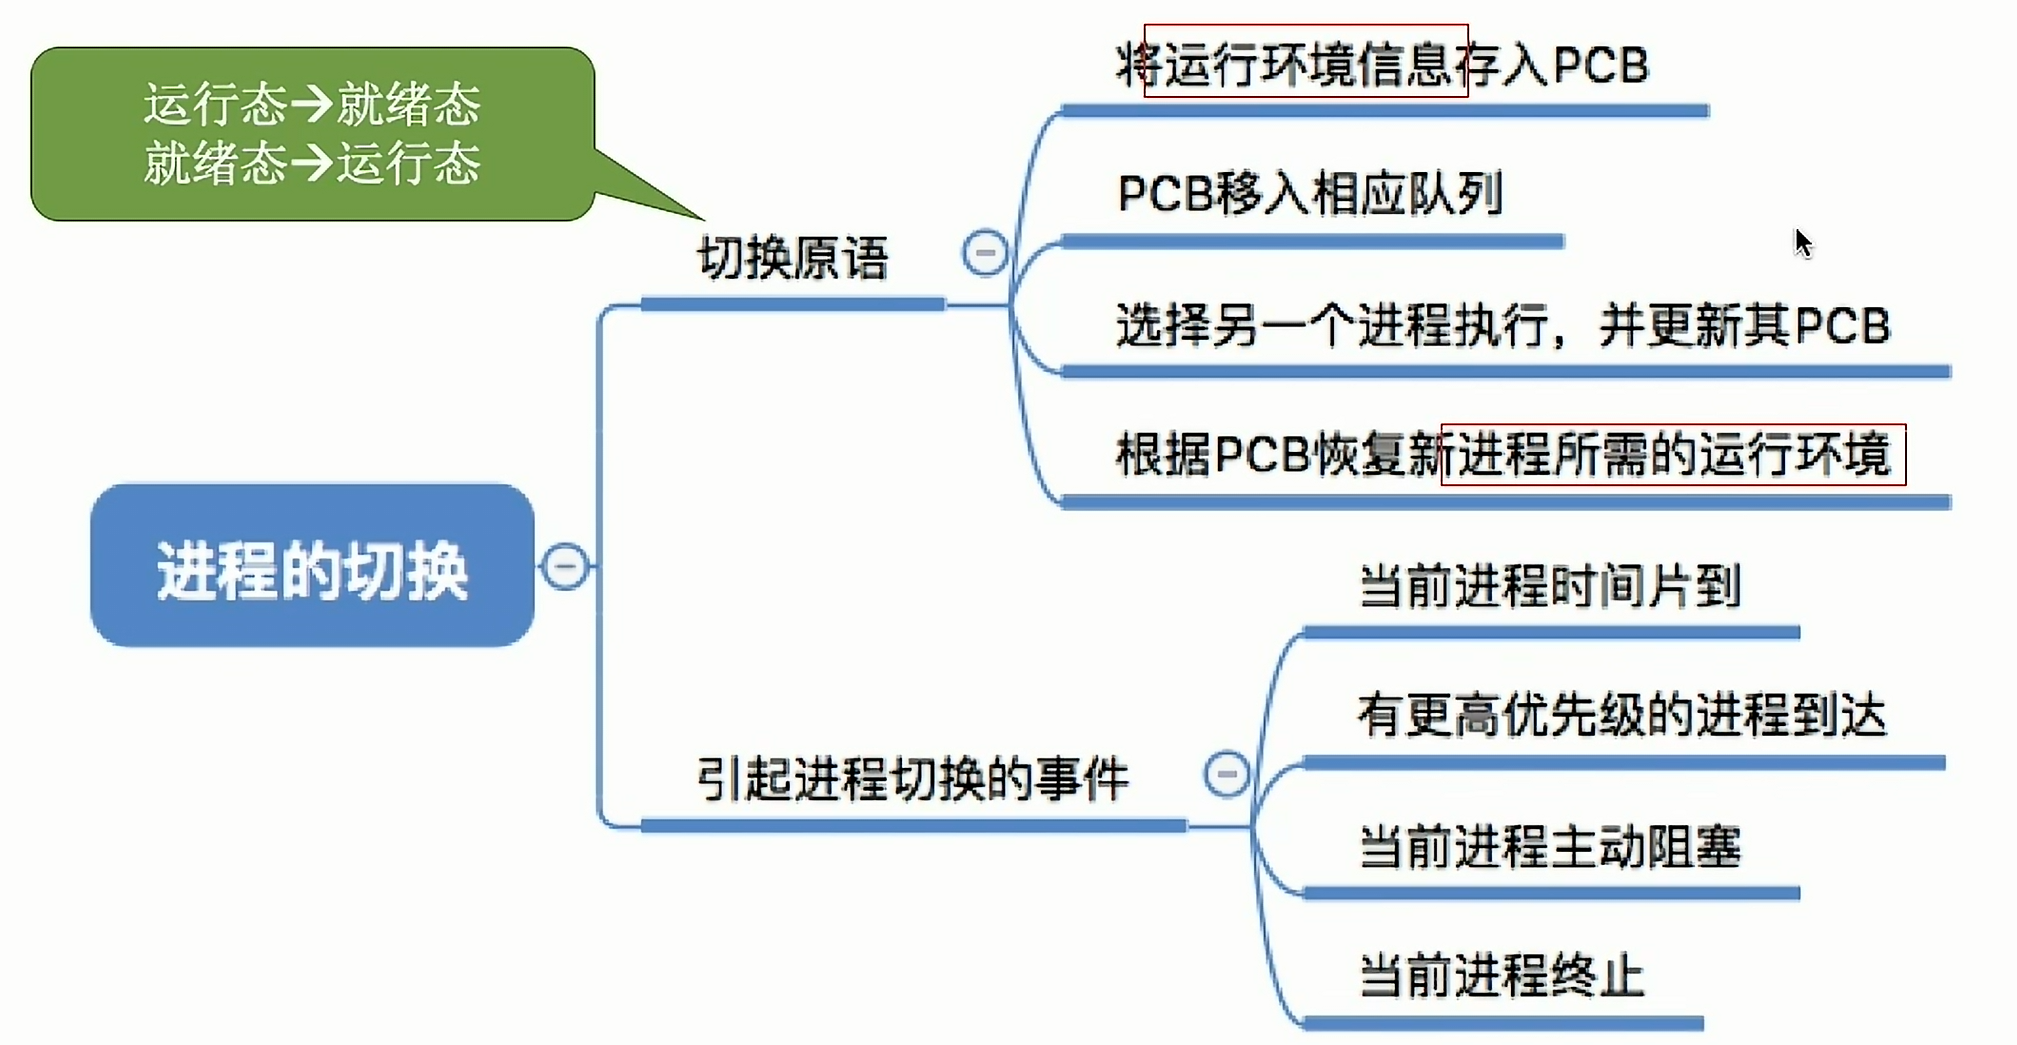 运行态→就绪态
就绪态→运行态
将运行环境信息存入PCB
PCB移入相应队列
切换原语
选择另一个进程执行，并更新其PCB
根据PCB恢复新进程所需的运行环境
进程的切换
当前进程时间片到
有更高优先级的进程到达
引起进程切换的事件
当前进程主动阻塞
当前进程终止